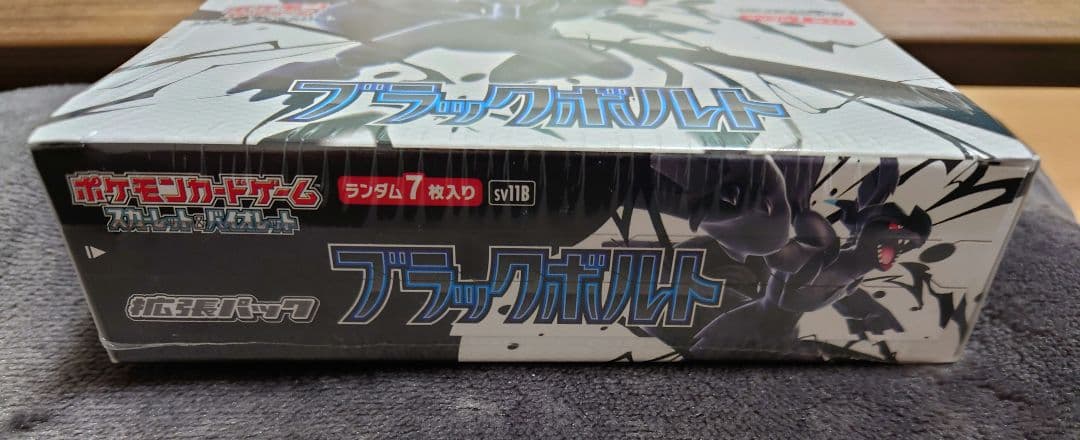 ブラックボルト
ポケモンカードゲーム
スカーレット&バイオレット
ランダム7枚入り
sv11B
ブラックボルト
拡張パック